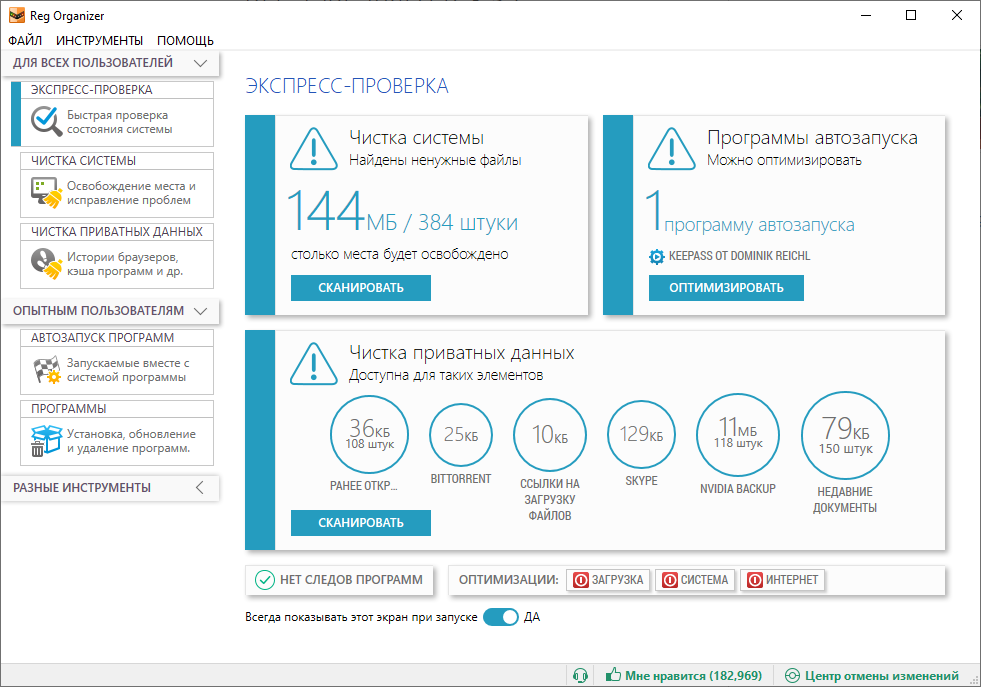 Reg Organizer
ФАЙЛ ИНСТРУМЕНТЫ ПОМОЩЬ
ДЛЯ ВСЕХ ПОЛЬЗОВАТЕЛЕЙ
ЭКСПРЕСС-ПРОВЕРКА
Быстрая проверка
состояния системы
ЧИСТКА СИСТЕМЫ
Освобождение места и
исправление проблем
ЧИСТКА ПРИВАТНЫХ ДАННЫХ
Истории браузеров,
кэша программ и др.
ОПЫТНЫМ ПОЛЬЗОВАТЕЛЯМ
АВТОЗАПУСК ПРОГРАММ
Запускаемые вместе с
системой программы
ПРОГРАММЫ
Установка, обновление
и удаление программ.
РАЗНЫЕ ИНСТРУМЕНТЫ
ЭКСПРЕСС-ПРОВЕРКА
Чистка системы
Найдены ненужные файлы
144МБ / 384 штуки
столько места будет освобождено
СКАНИРОВАТЬ
Программы автозапуска
Можно оптимизировать
1программу автозапуска
KEEPASS ОТ DOMINIK REICHL
ОПТИМИЗИРОВАТЬ
Чистка приватных данных
Доступна для таких элементов
36КБ
108 штук
РАНЕЕ ОТКР...
25КБ
BITTORRENT
10КБ
ССЫЛКИ НА
ЗАГРУЗКУ
ФАЙЛОВ
129КБ
SKYPE
11МБ
118 штук
NVIDIA BACKUP
79КБ
150 штук
НЕДАВНИЕ
ДОКУМЕНТЫ
СКАНИРОВАТЬ
НЕТ СЛЕДОВ ПРОГРАММ
ОПТИМИЗАЦИИ: ЗАГРУЗКА СИСТЕМА ИНТЕРНЕТ
Всегда показывать этот экран при запуске ДА
Мне нравится (182,969) Центр отмены изменений